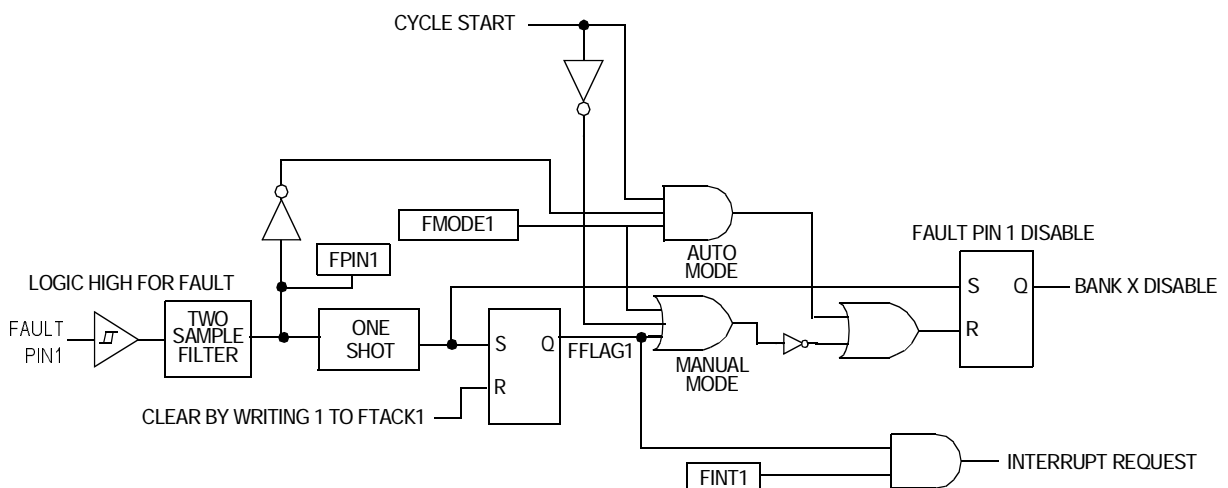 CYCLE START
FMODE1
AUTO
MODE
FAULT PIN 1 DISABLE
S
Q
R
BANK X DISABLE
FPIN1
LOGIC HIGH FOR FAULT
FAULT
PIN1
TWO
SAMPLE
FILTER
ONE
SHOT
S
Q
R
FFLAG1
MANUAL
MODE
CLEAR BY WRITING 1 TO FTACK1
FINT1
INTERRUPT REQUEST